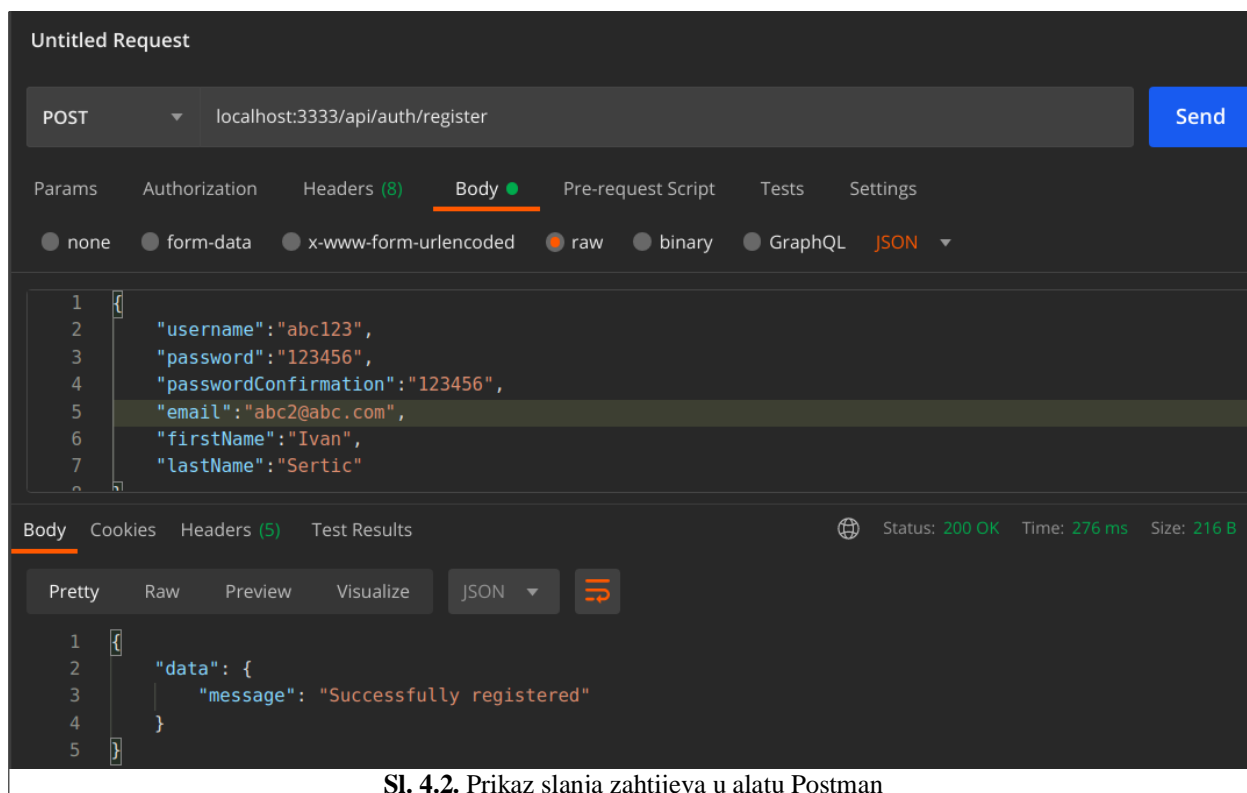 Untitled Request
POST localhost:3333/api/auth/register Send
Params Authorization Headers (8) Body Pre-request Script Tests Settings
none form-data x-www-form-urlencoded raw binary GraphQL JSON
1 {
2 "username":"abc123",
3 "password":"123456",
4 "passwordConfirmation":"123456",
5 "email":"abc2@abc.com",
6 "firstName":"Ivan",
7 "lastName":"Sertic"
8 }
Body Cookies Headers (5) Test Results Status: 200 OK Time: 276 ms Size: 216 B
Pretty Raw Preview Visualize JSON
1 {
2 "data": {
3 "message": "Successfully registered"
4 }
5 }
Sl. 4.2. Prikaz slanja zahtijeva u alatu Postman